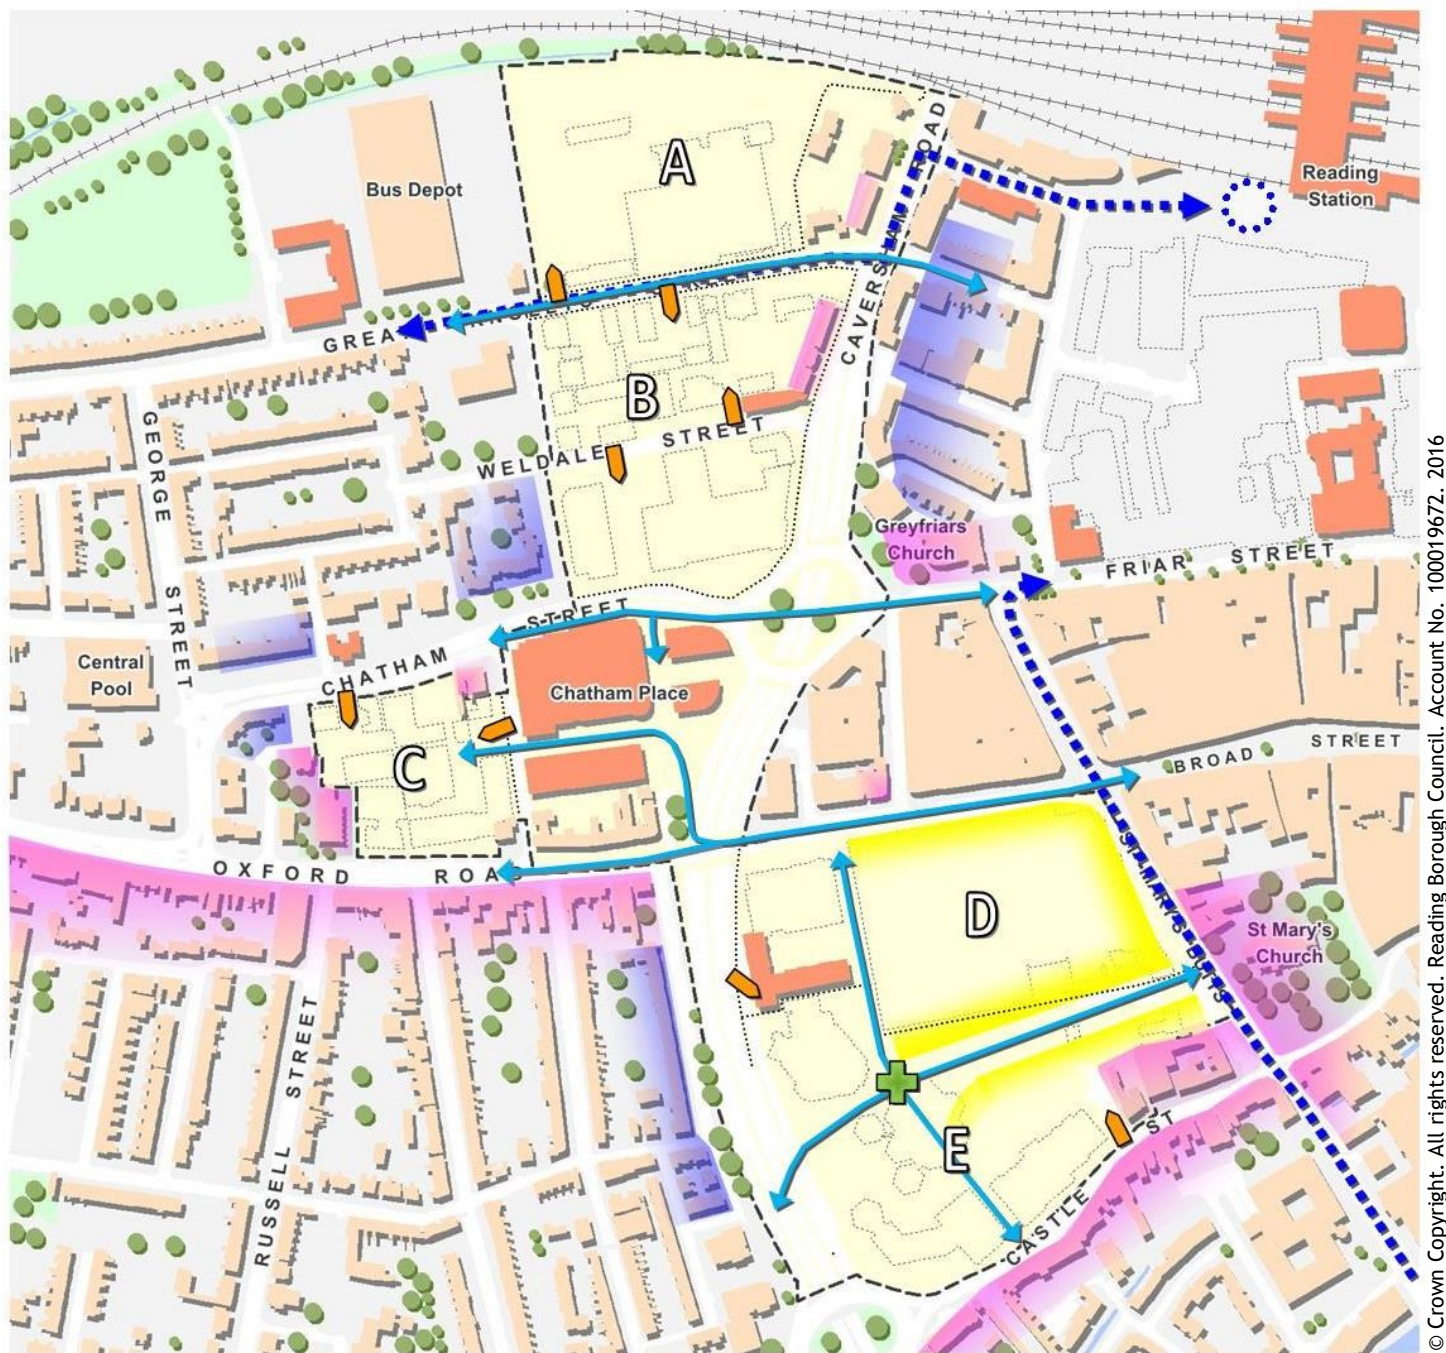 A
ROAD
Reading
Station
Bus Depot
CAVERSHAM
GREAT
B
WELDALE STREET
GEORGE STREET
Greyfriars
Church
FRIAR STREET
STREET
CHATHAM
Central
Pool
Chatham Place
C
BROAD STREET
OXFORD ROAD
D
ST MARYS BUTTS
St Mary's
Church
E
CASTLE ST
RUSSELL STREET
© Crown Copyright. All rights reserved. Reading Borough Council. Account No. 100019672. 2016